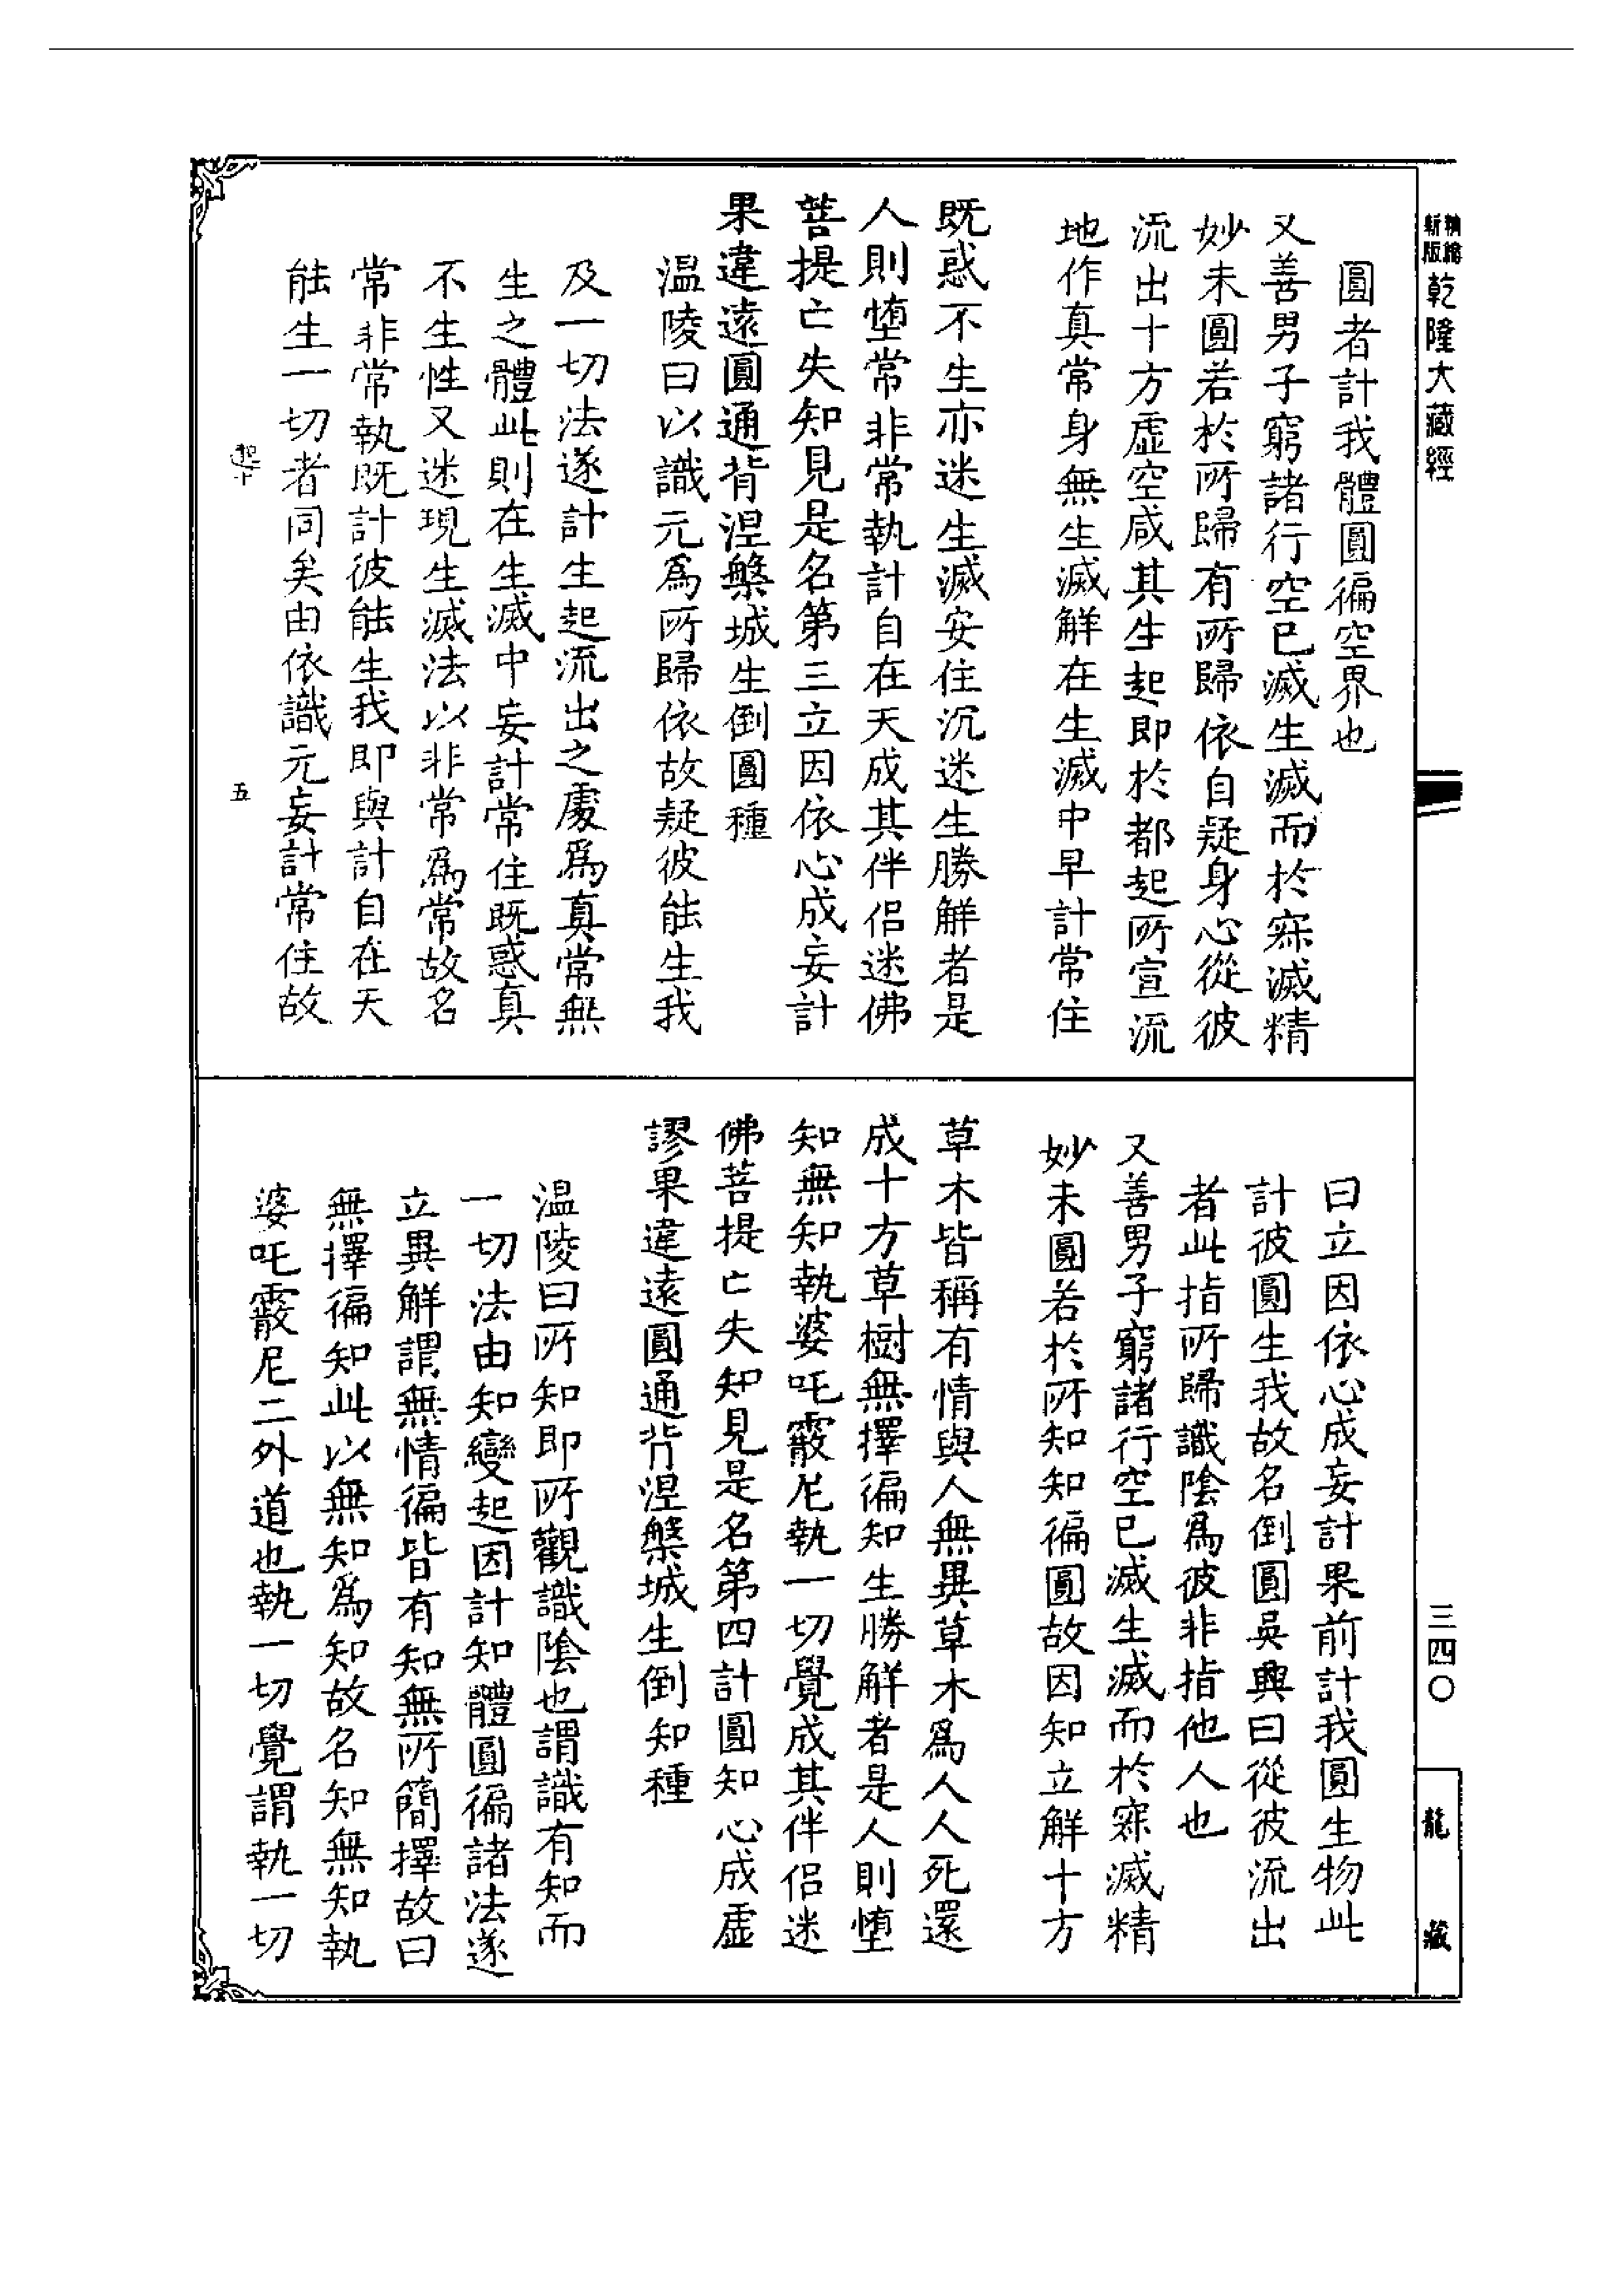 精編
新版
乾隆大藏經
圓者計我體圓徧空界也
又善男子窮諸行空已滅生滅而於寂滅精
妙未圓若於所歸有所歸依自疑身心從彼
流出十方虛空咸其生起即於都起所宣流
地作真常身無生滅解在生滅中早計常住
既惑不生亦迷生滅安住沉迷生勝解者是
人則墮常非常執計自在天成其伴侶迷佛
菩提亡失知見是名第三立因依心成妄計
果違遠圓通背涅槃城生倒圓種
温陵曰以識元爲所歸依故疑彼能生我
及一切法遂計生起流出之處爲真常無
生之體此則在生滅中妄計常住既惑真
不生性又迷現生滅法以非常爲常故名
常非常執既計彼能生我即與計自在天
能生一切者同矣由依識元妄計常住故
五
曰立因依心成妄計果前計我圓生物此
計彼圓生我故名倒圓吳興曰從彼流出
者此指所歸識陰爲彼非指他人也
又善男子窮諸行空已滅生滅而於寂滅精
妙未圓若於所知知徧圓故因知立解十方
草木皆稱有情與人無異草木爲人人死還
成十方草樹無擇徧知生勝解者是人則墮
知無知執婆吒霰尼執一切覺成其伴侶迷
佛菩提亡失知見是名第四計圓知心成虛
謬果違遠圓通背涅槃城生倒知種
温陵曰所知即所觀識陰也謂識有知而
一切法由知變起因計知體圓徧諸法遂
立異解謂無情徧皆有知無所簡擇故曰
無擇徧知此以無知爲知故名知無知執
婆吒霰尼二外道也執一切覺謂執一切
三四〇
龍藏